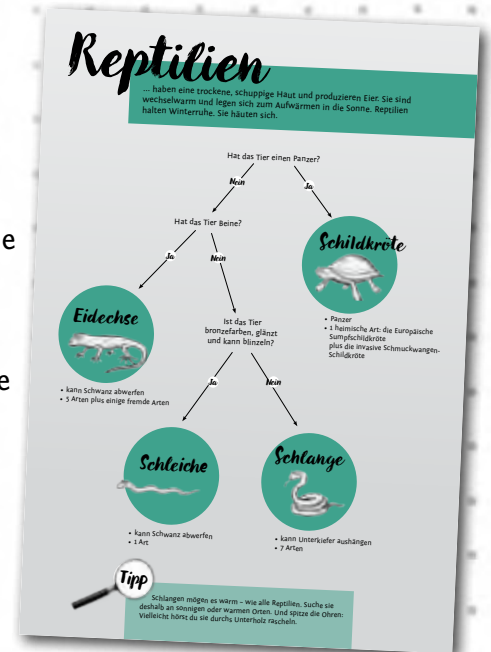 Reptilien
... haben eine trockene, schuppige Haut und produzieren Eier. Sie sind
wechselwarm und legen sich zum Aufwärmen in die Sonne. Reptilien
halten Winterruhe. Sie häuten sich.
Hat das Tier einen Panzer?
Nein
Ja
Hat das Tier Beine?
Ja
Nein
Schildkröte
• Panzer
• 1 heimische Art: die Europäische
Sumpfschildkröte
plus die invasive Schmuckwangen-
Schildkröte
e
Eidechse
• kann Schwanz abwerfen
• 5 Arten plus einige fremde Arten
e
Ist das Tier
bronzefarben, glänzt
und kann blinzeln?
Ja
Nein
Schleiche
• kann Schwanz abwerfen
• 1 Art
Schlange
• kann Unterkiefer aushängen
• 7 Arten
Tipp
Schlangen mögen es warm – wie alle Reptilien. Suche sie
deshalb an sonnigen oder warmen Orten. Und spitze die Ohren:
Vielleicht hörst du sie durchs Unterholz rascheln.